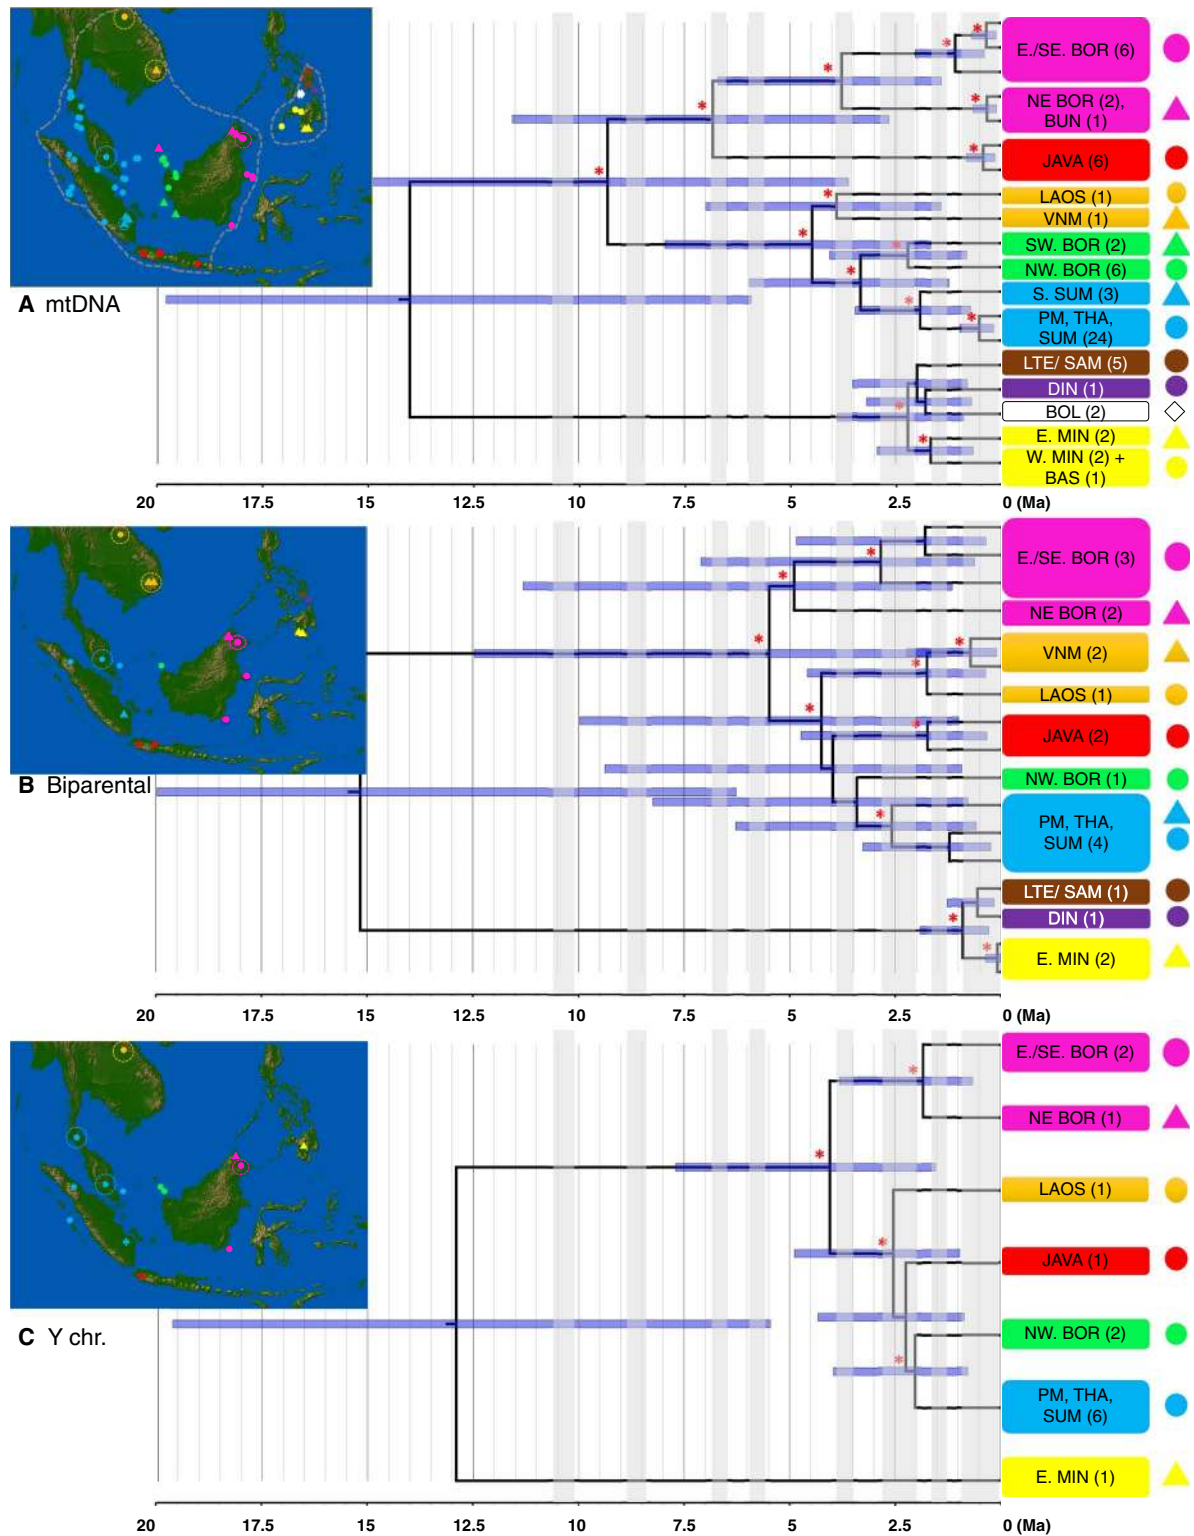 E./SE. BOR (6)
NE BOR (2),
BUN (1)
JAVA (6)
LAOS (1)
VNM (1)
SW. BOR (2)
NW. BOR (6)
S. SUM (3)
PM, THA,
SUM (24)
LTE/ SAM (5)
DIN (1)
BOL (2)
E. MIN (2)
W. MIN (2) +
BAS (1)
A mtDNA
20 17.5 15 12.5 10 7.5 5 2.5 0 (Ma)
E./SE. BOR (3)
NE BOR (2)
VNM (2)
LAOS (1)
JAVA (2)
NW. BOR (1)
PM, THA,
SUM (4)
LTE/ SAM (1)
DIN (1)
E. MIN (2)
B Biparental
20 17.5 15 12.5 10 7.5 5 2.5 0 (Ma)
E./SE. BOR (2)
NE BOR (1)
LAOS (1)
JAVA (1)
NW. BOR (2)
PM, THA,
SUM (6)
E. MIN (1)
C Y chr.
20 17.5 15 12.5 10 7.5 5 2.5 0 (Ma)